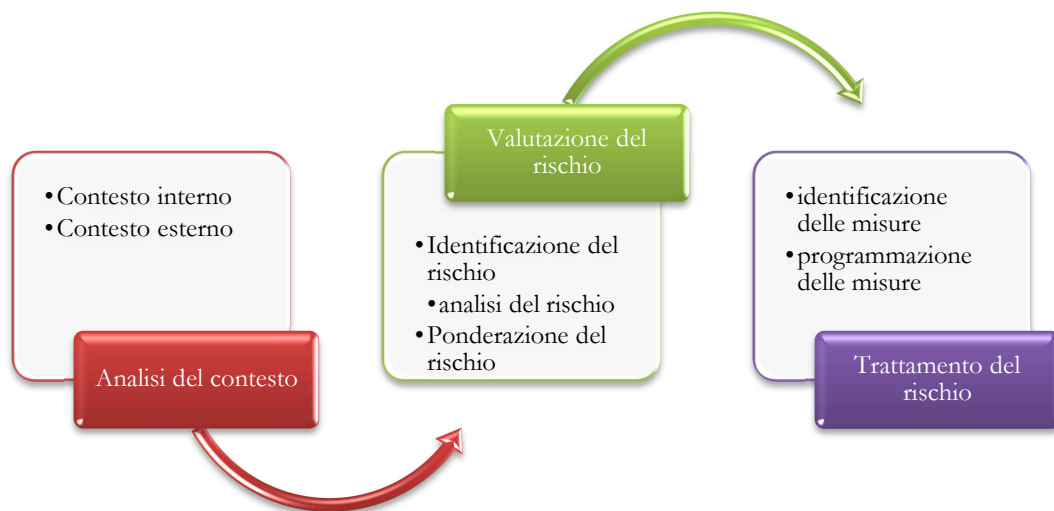 •Contesto interno
•Contesto esterno
Analisi del contesto
Valutazione del
rischio
•Identificazione del
rischio
•analisi del rischio
•Ponderazione del
rischio
•identificazione
delle misure
•programmazione
delle misure
Trattamento del
rischio